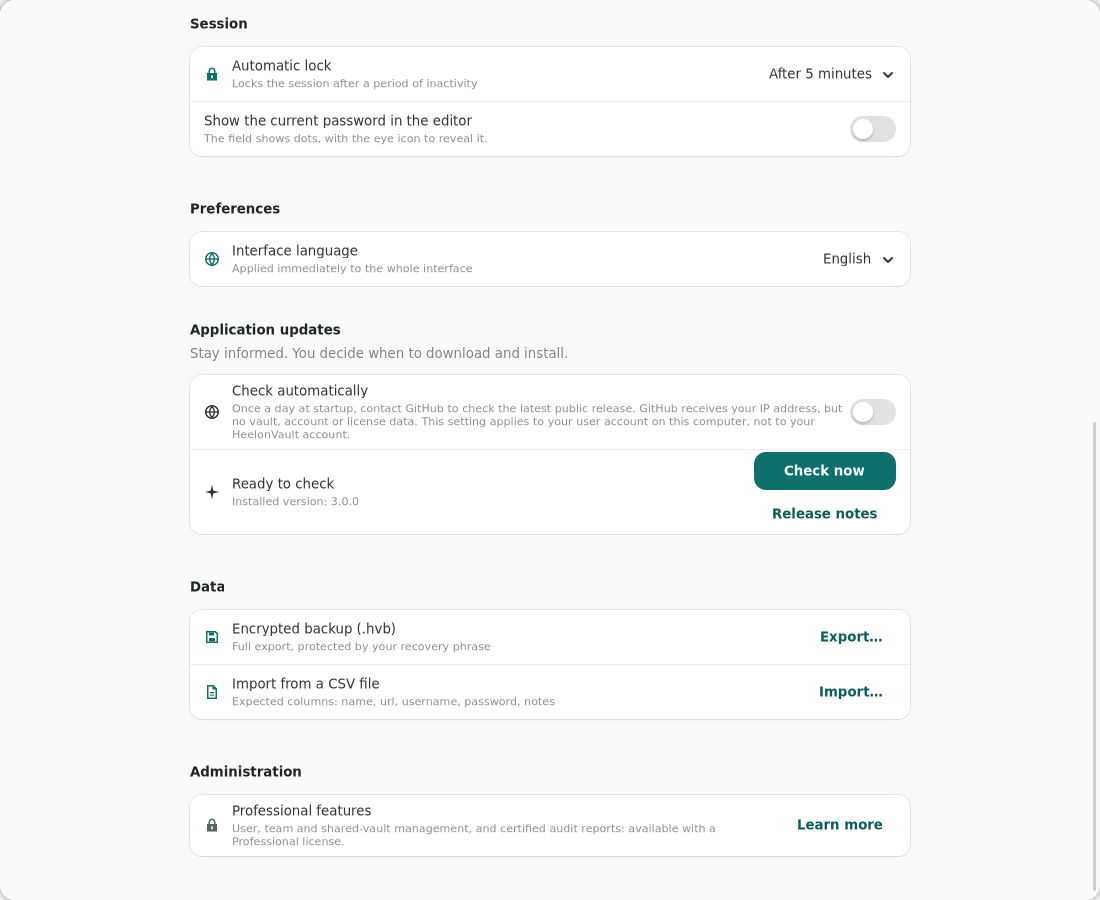 Session
Automatic lock
Locks the session after a period of inactivity
After 5 minutes
Show the current password in the editor
The field shows dots, with the eye icon to reveal it.
Preferences
Interface language
Applied immediately to the whole interface
English
Application updates
Stay informed. You decide when to download and install.
Check automatically
Once a day at startup, contact GitHub to check the latest public release. GitHub receives your IP address, but
no vault, account or license data. This setting applies to your user account on this computer, not to your
HeelonVault account.
Ready to check
Installed version: 3.0.0
Check now
Release notes
Data
Encrypted backup (.hvb)
Full export, protected by your recovery phrase
Export…
Import from a CSV file
Expected columns: name, url, username, password, notes
Import…
Administration
Professional features
User, team and shared-vault management, and certified audit reports: available with a
Professional license.
Learn more